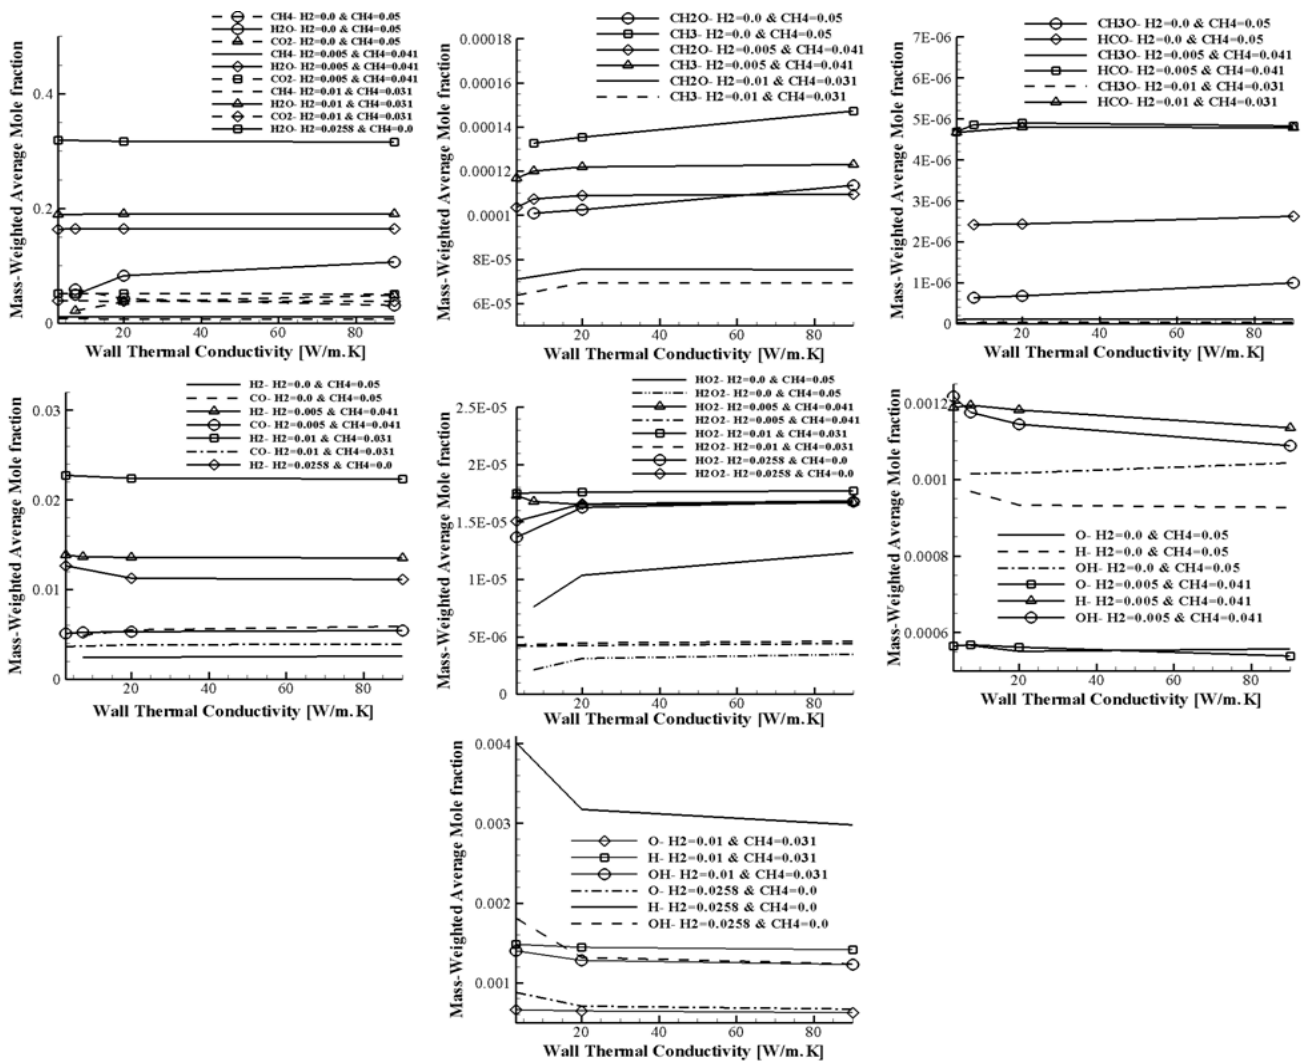 CH4- H2=0.0 & CH4=0.05
H2O- H2=0.0 & CH4=0.05
CO2- H2=0.0 & CH4=0.05
CH4- H2=0.005 & CH4=0.041
H2O- H2=0.005 & CH4=0.041
CO2- H2=0.005 & CH4=0.041
CH4- H2=0.01 & CH4=0.031
H2O- H2=0.01 & CH4=0.031
CO2- H2=0.01 & CH4=0.031
H2O- H2=0.0258 & CH4=0.0
Mass-Weighted Average Mole fraction
0.4
0.2
0
20 40 60 80
Wall Thermal Conductivity [W/m.K]
CH2O- H2=0.0 & CH4=0.05
CH3- H2=0.0 & CH4=0.05
CH2O- H2=0.005 & CH4=0.041
CH3- H2=0.005 & CH4=0.041
CH2O- H2=0.01 & CH4=0.031
CH3- H2=0.01 & CH4=0.031
Mass-Weighted Average Mole fraction
0.00018
0.00016
0.00014
0.00012
0.0001
8E-05
6E-05
20 40 60 80
Wall Thermal Conductivity [W/m.K]
CH3O- H2=0.0 & CH4=0.05
HCO- H2=0.0 & CH4=0.05
CH3O- H2=0.005 & CH4=0.041
HCO- H2=0.005 & CH4=0.041
CH3O- H2=0.01 & CH4=0.031
HCO- H2=0.01 & CH4=0.031
Mass-Weighted Average Mole fraction
7E-06
6E-06
5E-06
4E-06
3E-06
2E-06
1E-06
0
20 40 60 80
Wall Thermal Conductivity [W/m.K]
H2- H2=0.0 & CH4=0.05
CO- H2=0.0 & CH4=0.05
H2- H2=0.005 & CH4=0.041
CO- H2=0.005 & CH4=0.041
H2- H2=0.01 & CH4=0.031
CO- H2=0.01 & CH4=0.031
H2- H2=0.0258 & CH4=0.0
Mass-Weighted Average Mole fraction
0.03
0.02
0.01
0
20 40 60 80
Wall Thermal Conductivity [W/m.K]
HO2- H2=0.0 & CH4=0.05
H2O2- H2=0.0 & CH4=0.05
HO2- H2=0.005 & CH4=0.041
H2O2- H2=0.005 & CH4=0.041
HO2- H2=0.01 & CH4=0.031
H2O2- H2=0.01 & CH4=0.031
HO2- H2=0.0258 & CH4=0.0
H2O2- H2=0.0258 & CH4=0.0
Mass-Weighted Average Mole fraction
2.5E-05
2E-05
1.5E-05
1E-05
5E-06
0
20 40 60 80
Wall Thermal Conductivity [W/m.K]
Mass-Weighted Average Mole fraction
0.0012
0.001
0.0008
0.0006
O- H2=0.0 & CH4=0.05
H- H2=0.0 & CH4=0.05
OH- H2=0.0 & CH4=0.05
O- H2=0.005 & CH4=0.041
H- H2=0.005 & CH4=0.041
OH- H2=0.005 & CH4=0.041
20 40 60 80
Wall Thermal Conductivity [W/m.K]
Mass-Weighted Average Mole fraction
0.004
0.003
0.002
0.001
O- H2=0.01 & CH4=0.031
H- H2=0.01 & CH4=0.031
OH- H2=0.01 & CH4=0.031
O- H2=0.0258 & CH4=0.0
H- H2=0.0258 & CH4=0.0
OH- H2=0.0258 & CH4=0.0
20 40 60 80
Wall Thermal Conductivity [W/m.K]